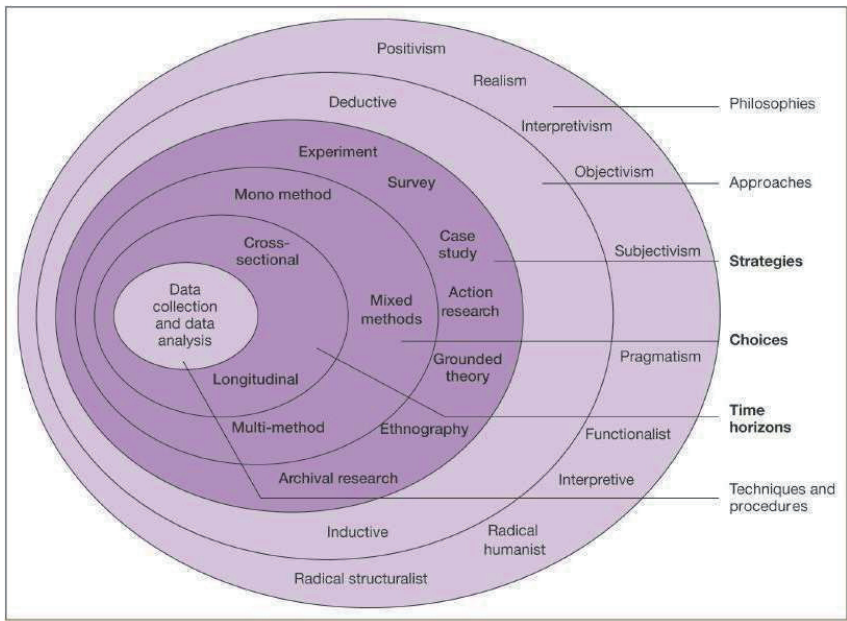 Positivism
Realism
Philosophies
Deductive
Interpretivism
Experiment
Objectivism
Survey
Approaches
Mono method
Case
study
Subjectivism
Strategies
Cross-
sectional
Data
collection
and data
analysis
Mixed
methods
Action
research
Choices
Grounded
theory
Pragmatism
Longitudinal
Time
horizons
Multi-method
Ethnography
Functionalist
Archival research
Interpretive
Techniques and
procedures
Inductive
Radical
humanist
Radical structuralist